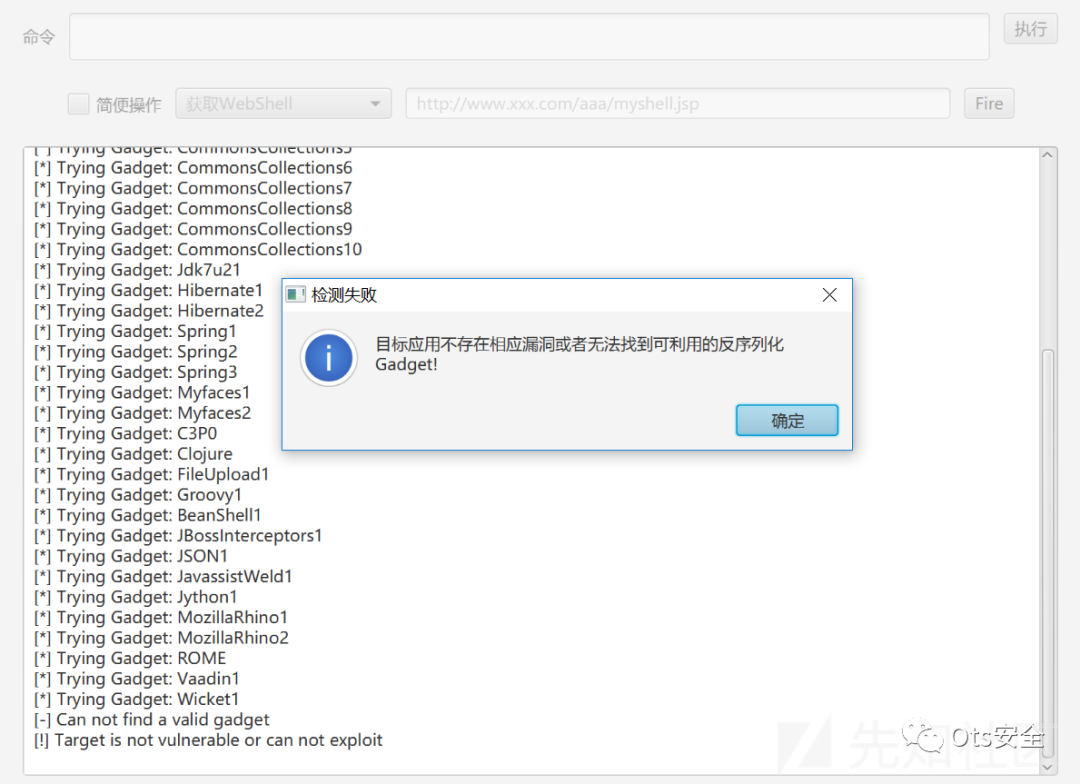 命令
执行
简便操作 获取WebShell http://www.xxx.com/aaa/myshell.jsp Fire
[*] Trying Gadget: CommonsCollections5
[*] Trying Gadget: CommonsCollections6
[*] Trying Gadget: CommonsCollections7
[*] Trying Gadget: CommonsCollections8
[*] Trying Gadget: CommonsCollections9
[*] Trying Gadget: CommonsCollections10
[*] Trying Gadget: Jdk7u21
[*] Trying Gadget: Hibernate1
[*] Trying Gadget: Hibernate2
[*] Trying Gadget: Spring1
[*] Trying Gadget: Spring2
[*] Trying Gadget: Spring3
[*] Trying Gadget: Myfaces1
[*] Trying Gadget: Myfaces2
[*] Trying Gadget: C3P0
[*] Trying Gadget: Clojure
[*] Trying Gadget: FileUpload1
[*] Trying Gadget: Groovy1
[*] Trying Gadget: BeanShell1
[*] Trying Gadget: JBossInterceptors1
[*] Trying Gadget: JSON1
[*] Trying Gadget: JavassistWeld1
[*] Trying Gadget: Jython1
[*] Trying Gadget: MozillaRhino1
[*] Trying Gadget: MozillaRhino2
[*] Trying Gadget: ROME
[*] Trying Gadget: Vaadin1
[*] Trying Gadget: Wicket1
[-] Can not find a valid gadget
[!] Target is not vulnerable or can not exploit
检测失败
目标应用不存在相应漏洞或者无法找到可利用的反序列化
Gadget!
确定
先知社区
Ots安全